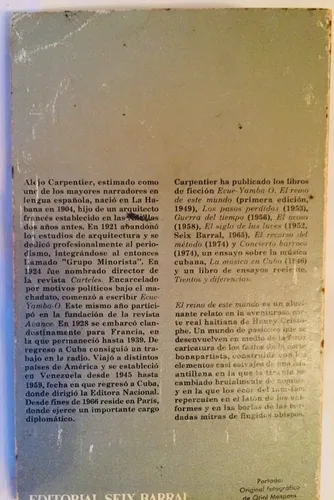 Alejo Carpentier, estimado como
uno de los mayores narradores en
lengua española, nació en La Ha-
bana en 1904, hijo de un arquitecto
francés establecido en las Antillas
dos años antes. En 1921 abandonó
los estudios de arquitectura y se
dedicó profesionalmente al perio-
dismo, integrándose al entonces
Lamado "Grupo Minorista". En
1924 fue nombrado director de
la revista Carteles. Encarcelado
por motivos políticos bajo el ma-
chadato, comenzó a escribir Ecue-
Yamba-O. Este mismo año partici-
pó en la fundación de la revista
Avance. En 1928 se embarcó clan-
destinamente para Francia, en
la que permaneció hasta 1939. De
regreso a Cuba consiguió un tra-
bajo en la radio. Viajó a distintos
países de América y se estableció
en Venezuela desde 1945 hasta
1959, fecha en que regresó a Cuba,
donde dirigió la Editora Nacional.
Desde fines de 1966 reside en París,
donde ejerce un importante cargo
diplomático.
Carpentier ha publicado los libros
de ficción Ecue-Yamba-O, El reino
de este mundo (primera edición,
1949), Los pasos perdidos (1953),
Guerra del tiempo (1956), El acoso
(1958), El siglo de las luces (1952,
Seix Barral, 1965), El recurso del
método (1974) y Concierto barroco
(1974), un ensayo sobre la música
cubana, La música en Cuba (1946)
y un libro de ensayos reciente,
Tientos y diferencias.
El reino de este mundo es un aluci-
nante relato en la aventurosa cor-
te real haitiana de Henry Cristo-
phe. Un mundo de pasiones que se
desenvuelven en medio de la
caricatura de los fastos de la corte
bonapartista, construida con los
elementos casi salvajes de una isla
antillana en la que la
cambiado brutalmente de
y en la que los ecos del tam-tam
repercuten en el latón de los uni-
formes y en las borlas de las bor-
dadas mitras de fingidos obispos.
Portada:
Original fotográfico
de Oriol Maspons
EDITORIAL SEIX BARRAL